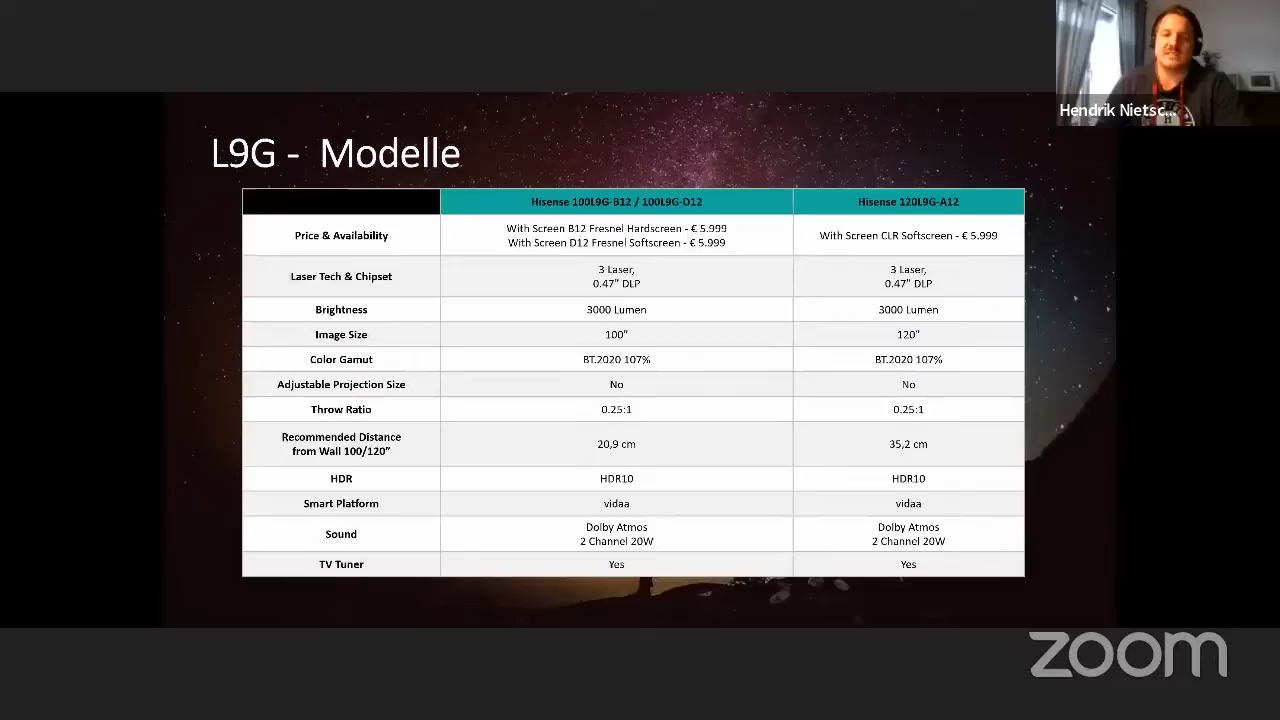 Hendrik Nietsc...
L9G - Modelle
Hisense 100L9G-B12 / 100L9G-D12
Hisense 120L9G-A12
Price & Availability
With Screen B12 Fresnel Hardscreen - € 5.999
With Screen D12 Fresnel Softscreen - € 5.999
With Screen CLR Softscreen - € 5.999
Laser Tech & Chipset
3 Laser,
0.47" DLP
3 Laser,
0.47" DLP
Brightness
3000 Lumen
3000 Lumen
Image Size
100"
120"
Color Gamut
BT.2020 107%
BT.2020 107%
Adjustable Projection Size
No
No
Throw Ratio
0.25:1
0.25:1
Recommended Distance
from Wall 100/120"
20,9 cm
35,2 cm
HDR
HDR10
HDR10
Smart Platform
vidaa
vidaa
Sound
Dolby Atmos
2 Channel 20W
Dolby Atmos
2 Channel 20W
TV Tuner
Yes
Yes
zoom